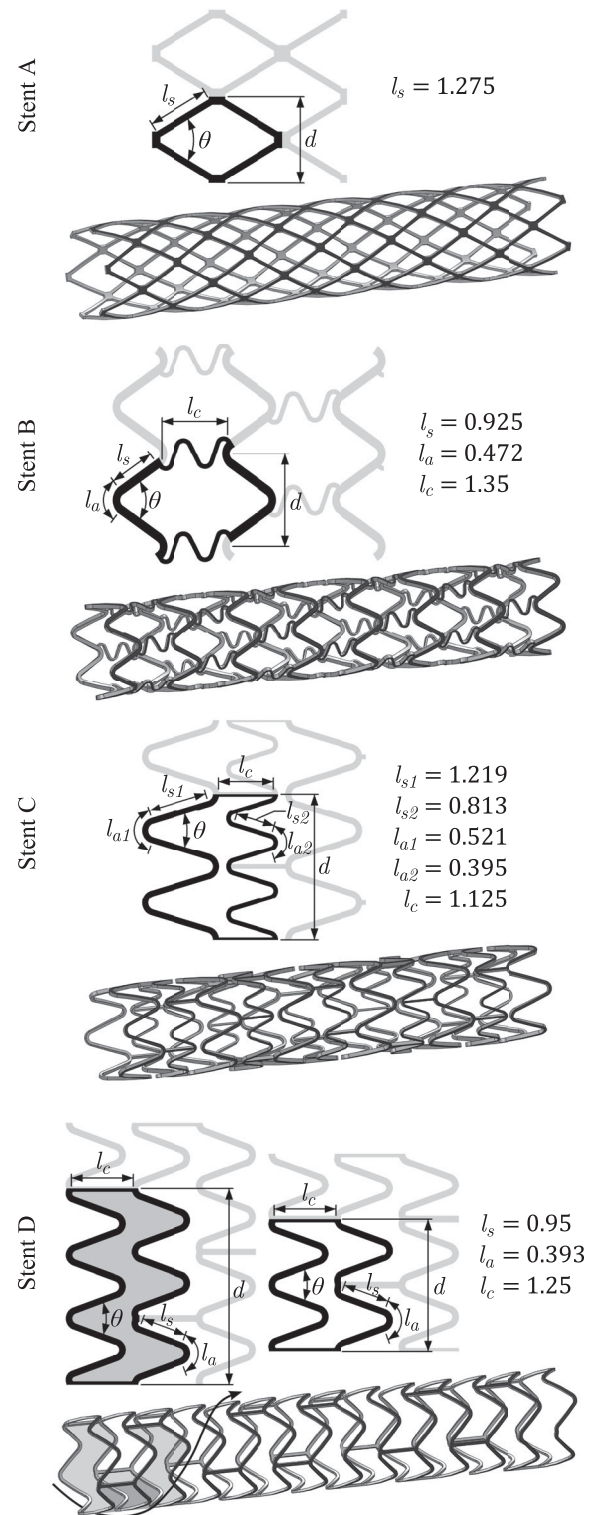 Stent A
l_s
θ
d
l_s = 1.275
Stent B
l_c
l_s
l_a
θ
d
l_s = 0.925
l_a = 0.472
l_c = 1.35
Stent C
l_c
l_s1
l_s2
l_a1
θ
l_a2
d
l_s1 = 1.219
l_s2 = 0.813
l_a1 = 0.521
l_a2 = 0.395
l_c = 1.125
Stent D
l_c
d
θ
l_s
l_a
l_c
θ
l_s
d
l_a
l_s = 0.95
l_a = 0.393
l_c = 1.25